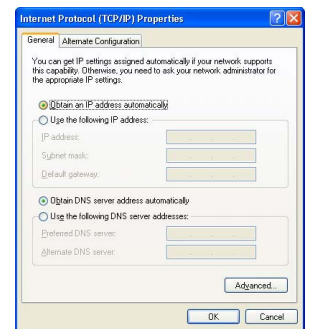 Internet Protocol (TCP/IP) Properties
General
Alternate Configuration
You can get IP settings assigned automatically if your network supports
this capability. Otherwise, you need to ask your network administrator for
the appropriate IP settings.
Obtain an IP address automatically
Use the following IP address:
IP address:
Subnet mask:
Default gateway:
Obtain DNS server address automatically
Use the following DNS server addresses:
Preferred DNS server:
Alternate DNS server:
Advanced...
OK
Cancel